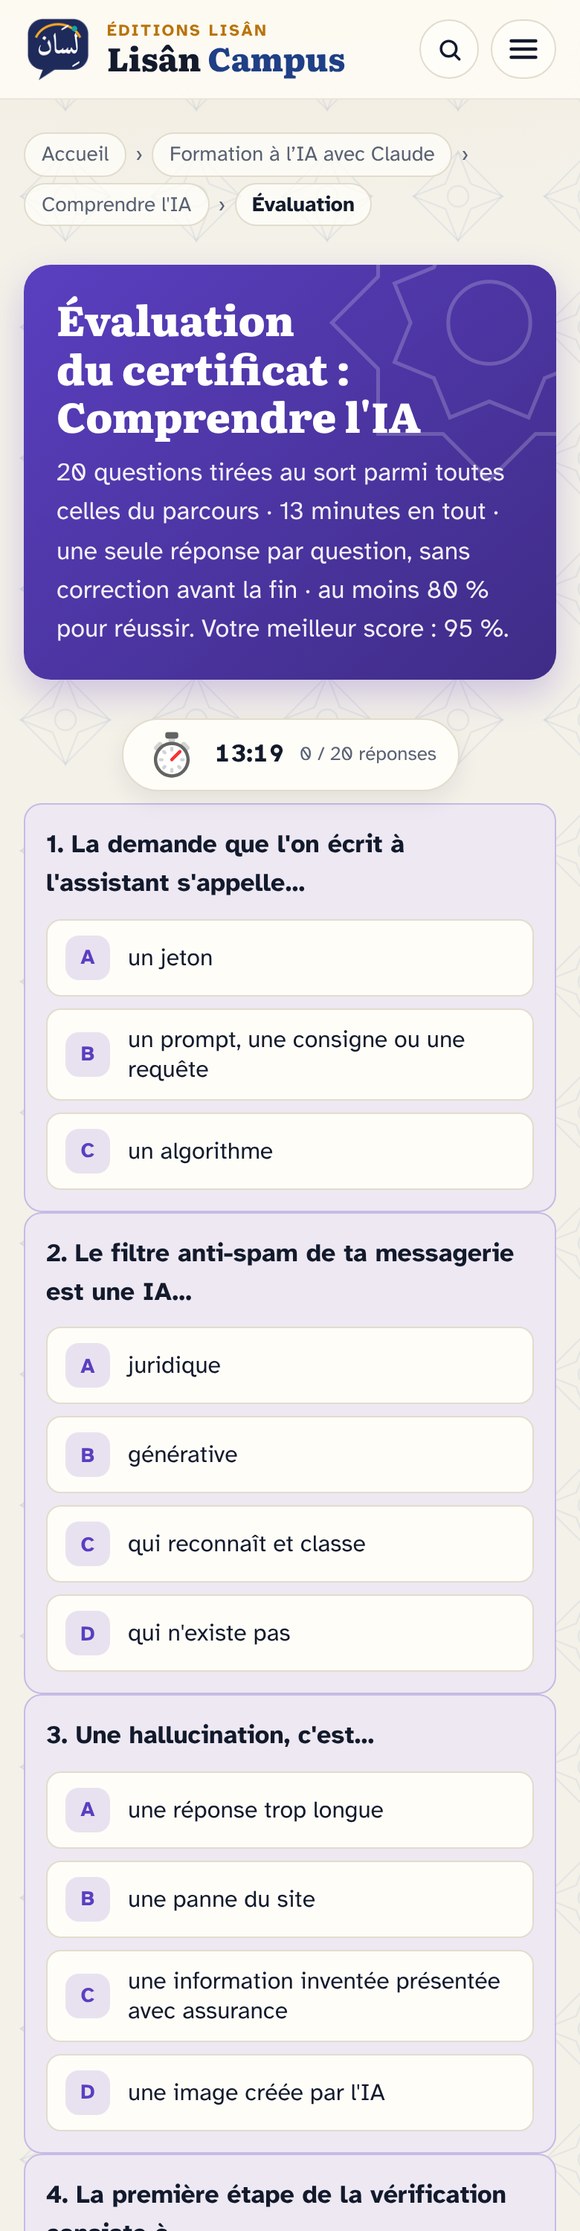 لِسَان
ÉDITIONS LISÂN
Lisân Campus
Accueil › Formation à l’IA avec Claude ›
Comprendre l'IA › Évaluation
Évaluation
du certificat :
Comprendre l'IA
20 questions tirées au sort parmi toutes
celles du parcours · 13 minutes en tout ·
une seule réponse par question, sans
correction avant la fin · au moins 80 %
pour réussir. Votre meilleur score : 95 %.
13:19 0 / 20 réponses
1. La demande que l'on écrit à
l'assistant s'appelle...
A un jeton
B un prompt, une consigne ou une
requête
C un algorithme
2. Le filtre anti-spam de ta messagerie
est une IA...
A juridique
B générative
C qui reconnaît et classe
D qui n'existe pas
3. Une hallucination, c'est...
A une réponse trop longue
B une panne du site
C une information inventée présentée
avec assurance
D une image créée par l'IA
4. La première étape de la vérification
consiste à